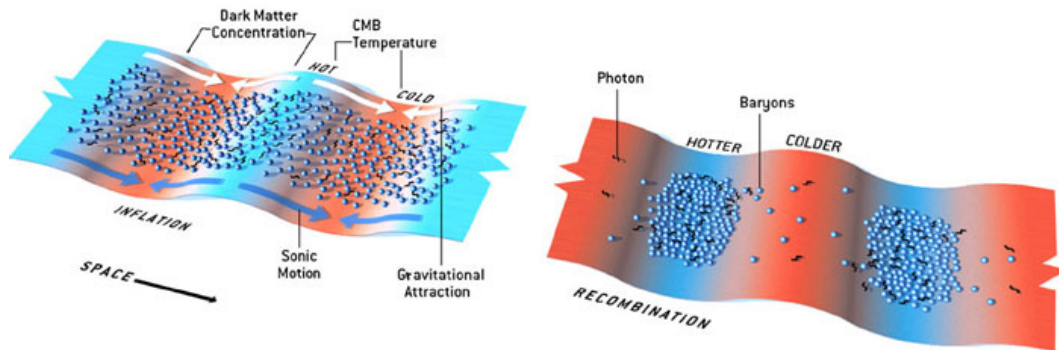 Dark Matter
Concentration
CMB
Temperature
HOT
COLD
INFLATION
SPACE
Sonic
Motion
Gravitational
Attraction
Photon
Baryons
HOTTER
COLDER
RECOMBINATION